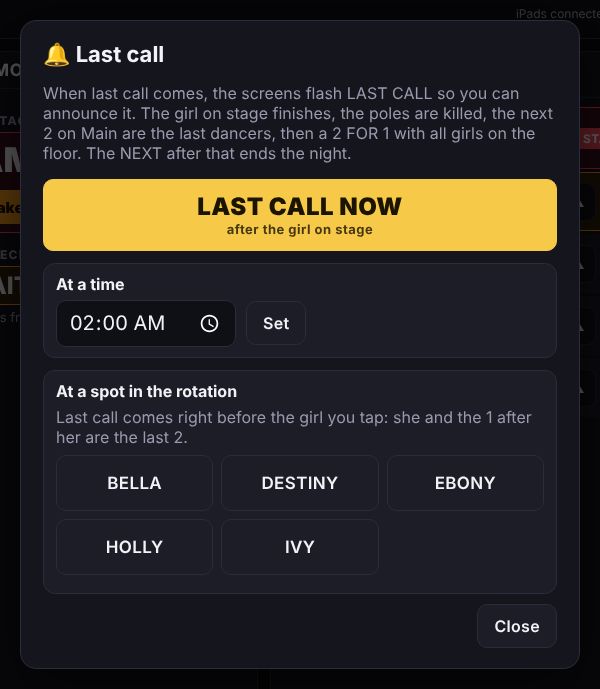 iPads connecte
🔔 Last call
When last call comes, the screens flash LAST CALL so you can
announce it. The girl on stage finishes, the poles are killed, the next
2 on Main are the last dancers, then a 2 FOR 1 with all girls on the
floor. The NEXT after that ends the night.
LAST CALL NOW
after the girl on stage
At a time
02:00 AM
Set
At a spot in the rotation
Last call comes right before the girl you tap: she and the 1 after
her are the last 2.
BELLA
DESTINY
EBONY
HOLLY
IVY
Close